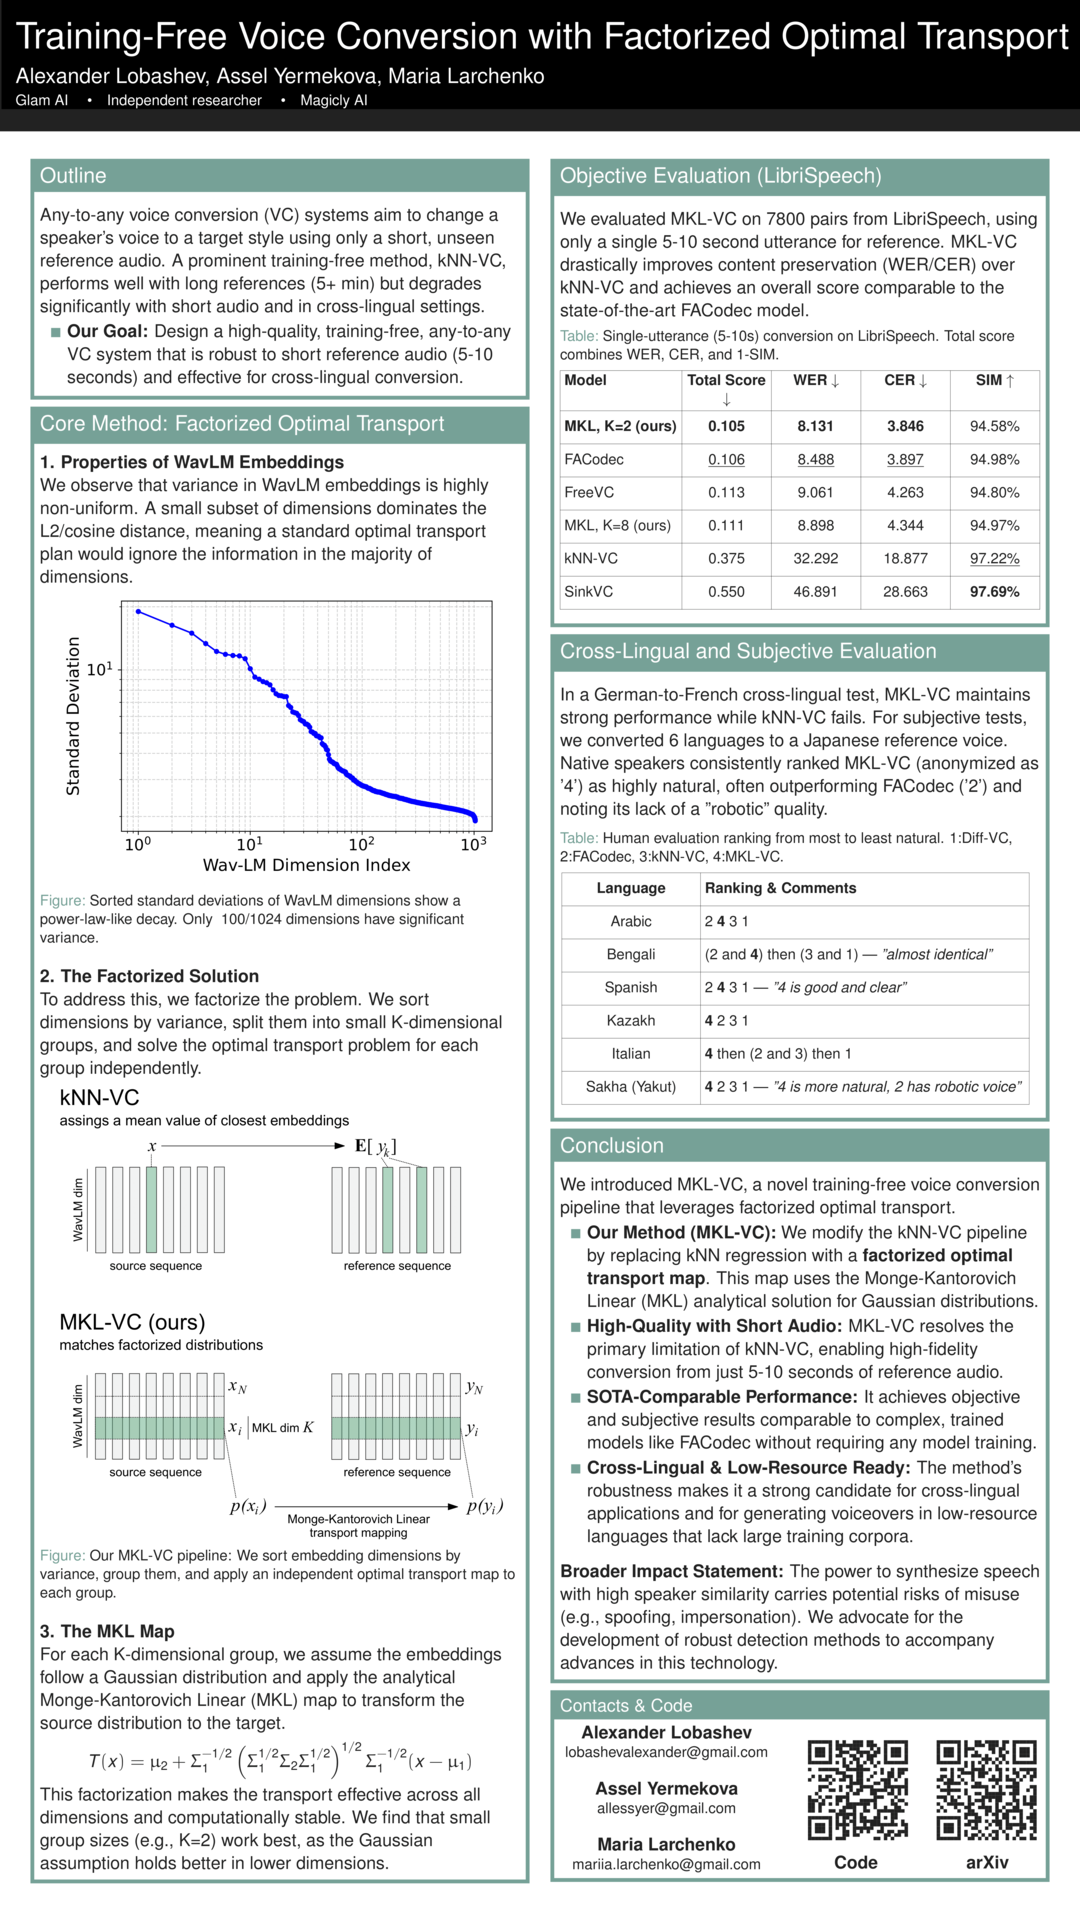 Training-Free Voice Conversion with Factorized Optimal Transport
Alexander Lobashev, Assel Yermekova, Maria Larchenko
Glam AI • Independent researcher • Magicly AI
Outline
Any-to-any voice conversion (VC) systems aim to change a
speaker's voice to a target style using only a short, unseen
reference audio. A prominent training-free method, kNN-VC,
performs well with long references (5+ min) but degrades
significantly with short audio and in cross-lingual settings.
■ Our Goal: Design a high-quality, training-free, any-to-any
VC system that is robust to short reference audio (5-10
seconds) and effective for cross-lingual conversion.
Core Method: Factorized Optimal Transport
1. Properties of WavLM Embeddings
We observe that variance in WavLM embeddings is highly
non-uniform. A small subset of dimensions dominates the
L2/cosine distance, meaning a standard optimal transport
plan would ignore the information in the majority of
dimensions.
Standard Deviation
10¹
10⁰ 10¹ 10² 10³
Wav-LM Dimension Index
Figure: Sorted standard deviations of WavLM dimensions show a
power-law-like decay. Only 100/1024 dimensions have significant
variance.
2. The Factorized Solution
To address this, we factorize the problem. We sort
dimensions by variance, split them into small K-dimensional
groups, and solve the optimal transport problem for each
group independently.
kNN-VC
assings a mean value of closest embeddings
x E[ yₖ]
WavLM dim
source sequence reference sequence
MKL-VC (ours)
matches factorized distributions
WavLM dim
x_N y_N
x_i MKL dim K y_i
source sequence reference sequence
p(x_i) p(y_i)
Monge-Kantorovich Linear
transport mapping
Figure: Our MKL-VC pipeline: We sort embedding dimensions by
variance, group them, and apply an independent optimal transport map to
each group.
3. The MKL Map
For each K-dimensional group, we assume the embeddings
follow a Gaussian distribution and apply the analytical
Monge-Kantorovich Linear (MKL) map to transform the
source distribution to the target.
T(x) = μ₂ + Σ₁^{−1/2} (Σ₁^{1/2}Σ₂Σ₁^{1/2})^{1/2} Σ₁^{−1/2}(x − μ₁)
This factorization makes the transport effective across all
dimensions and computationally stable. We find that small
group sizes (e.g., K=2) work best, as the Gaussian
assumption holds better in lower dimensions.
Objective Evaluation (LibriSpeech)
We evaluated MKL-VC on 7800 pairs from LibriSpeech, using
only a single 5-10 second utterance for reference. MKL-VC
drastically improves content preservation (WER/CER) over
kNN-VC and achieves an overall score comparable to the
state-of-the-art FACodec model.
Table: Single-utterance (5-10s) conversion on LibriSpeech. Total score
combines WER, CER, and 1-SIM.
Model Total Score ↓ WER ↓ CER ↓ SIM ↑
MKL, K=2 (ours) 0.105 8.131 3.846 94.58%
FACodec 0.106 8.488 3.897 94.98%
FreeVC 0.113 9.061 4.263 94.80%
MKL, K=8 (ours) 0.111 8.898 4.344 94.97%
kNN-VC 0.375 32.292 18.877 97.22%
SinkVC 0.550 46.891 28.663 97.69%
Cross-Lingual and Subjective Evaluation
In a German-to-French cross-lingual test, MKL-VC maintains
strong performance while kNN-VC fails. For subjective tests,
we converted 6 languages to a Japanese reference voice.
Native speakers consistently ranked MKL-VC (anonymized as
'4') as highly natural, often outperforming FACodec ('2') and
noting its lack of a "robotic" quality.
Table: Human evaluation ranking from most to least natural. 1:Diff-VC,
2:FACodec, 3:kNN-VC, 4:MKL-VC.
Language Ranking & Comments
Arabic 2 4 3 1
Bengali (2 and 4) then (3 and 1) — "almost identical"
Spanish 2 4 3 1 — "4 is good and clear"
Kazakh 4 2 3 1
Italian 4 then (2 and 3) then 1
Sakha (Yakut) 4 2 3 1 — "4 is more natural, 2 has robotic voice"
Conclusion
We introduced MKL-VC, a novel training-free voice conversion
pipeline that leverages factorized optimal transport.
■ Our Method (MKL-VC): We modify the kNN-VC pipeline
by replacing kNN regression with a factorized optimal
transport map. This map uses the Monge-Kantorovich
Linear (MKL) analytical solution for Gaussian distributions.
■ High-Quality with Short Audio: MKL-VC resolves the
primary limitation of kNN-VC, enabling high-fidelity
conversion from just 5-10 seconds of reference audio.
■ SOTA-Comparable Performance: It achieves objective
and subjective results comparable to complex, trained
models like FACodec without requiring any model training.
■ Cross-Lingual & Low-Resource Ready: The method's
robustness makes it a strong candidate for cross-lingual
applications and for generating voiceovers in low-resource
languages that lack large training corpora.
Broader Impact Statement: The power to synthesize speech
with high speaker similarity carries potential risks of misuse
(e.g., spoofing, impersonation). We advocate for the
development of robust detection methods to accompany
advances in this technology.
Contacts & Code
Alexander Lobashev
lobashevalexander@gmail.com
Assel Yermekova
allessyer@gmail.com
Maria Larchenko
mariia.larchenko@gmail.com
Code arXiv